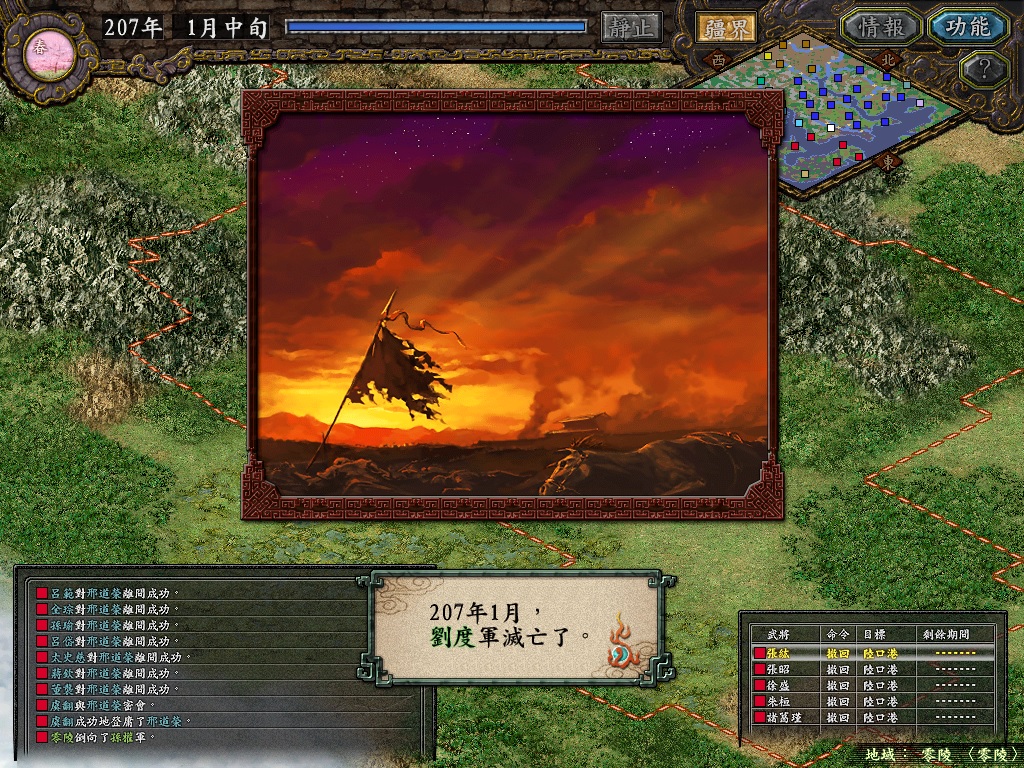 春
207年 1月中旬
靜止
疆界
情報
功能
?
西
北
東
呂範對邢道榮離間成功。
全琮對邢道榮離間成功。
孫瑜對邢道榮離間成功。
呂岱對邢道榮離間成功。
太史慈對邢道榮離間成功。
蔣欽對邢道榮離間成功。
董襲對邢道榮離間成功。
虞翻與邢道榮密會。
虞翻成功地登庸了邢道榮。
零陵倒向了孫權軍。
207年1月，
劉度軍滅亡了。
武將 命令 目標 剩餘期間
張紘 撤回 陸口港 -------
張昭 撤回 陸口港 -------
徐盛 撤回 陸口港 -------
朱桓 撤回 陸口港 -------
諸葛瑾 撤回 陸口港 -------
地域： 零陵 〈零陵〉